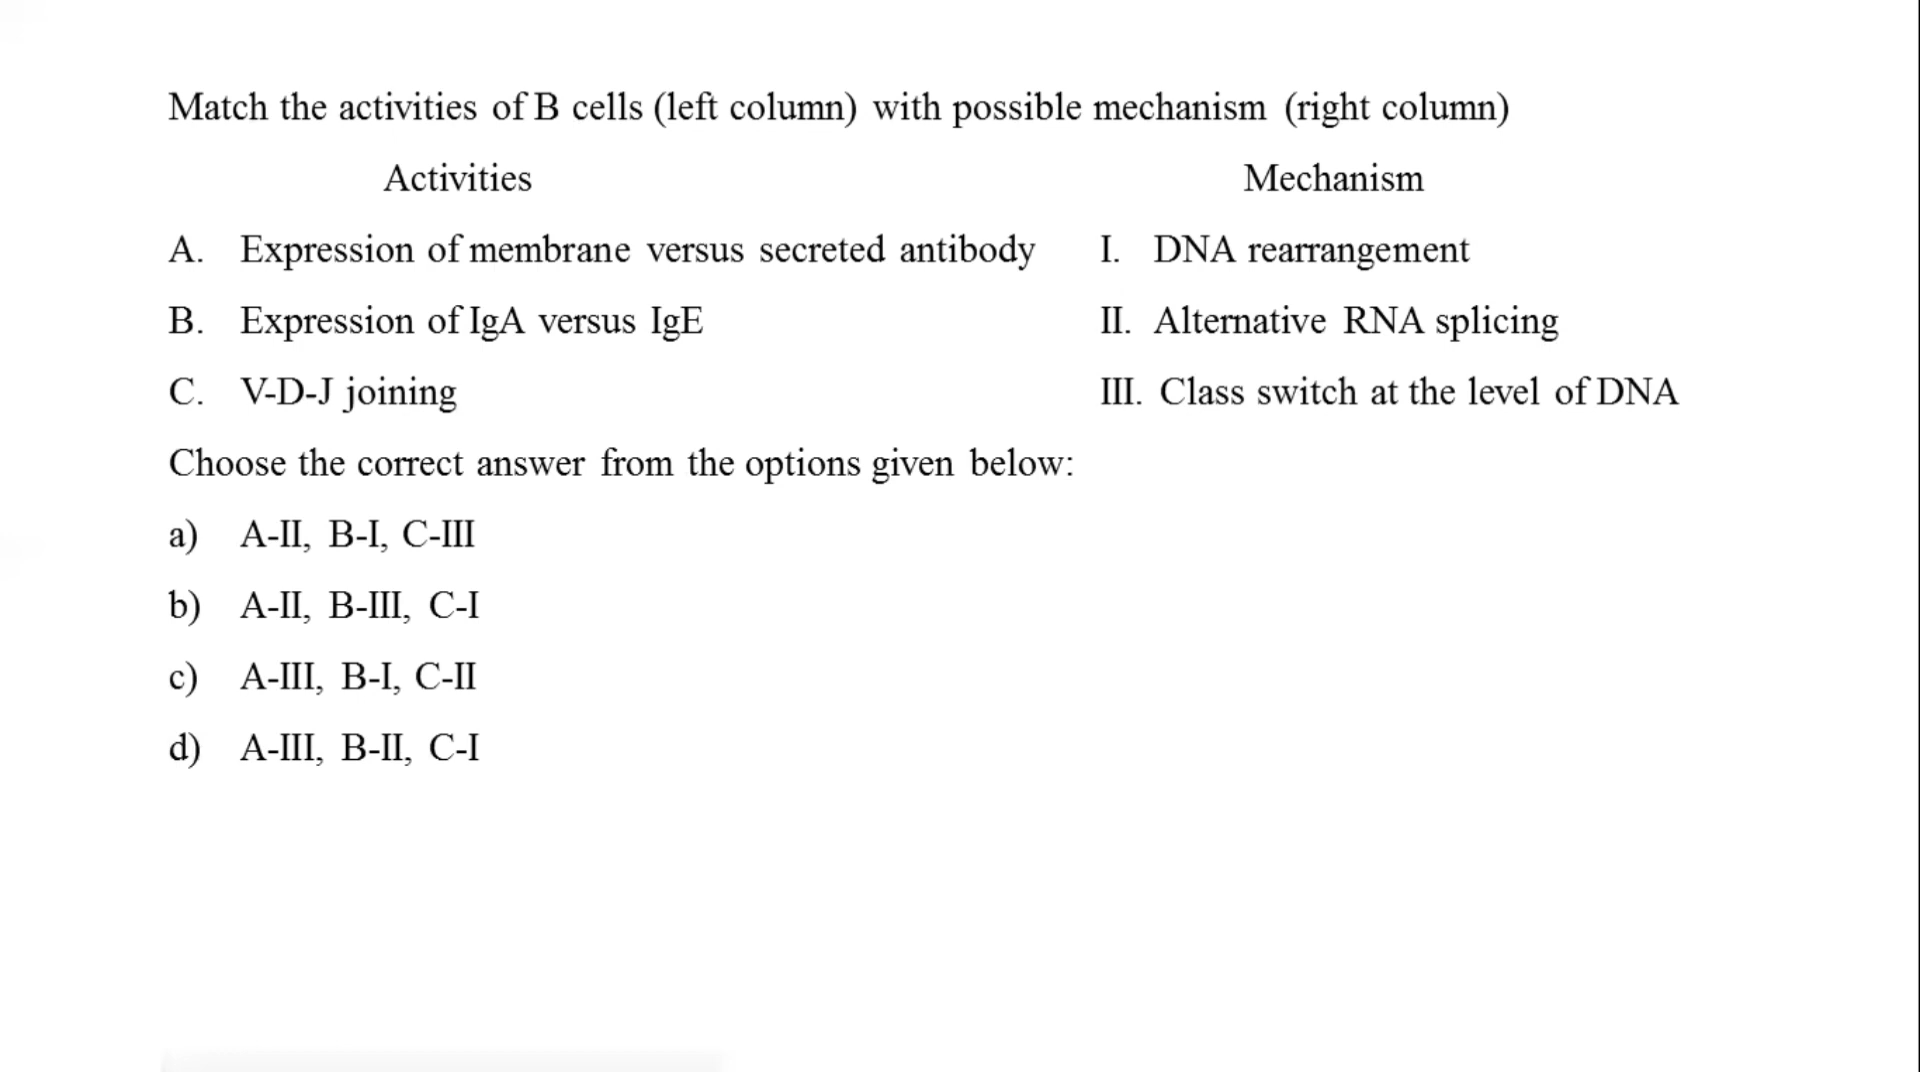 Match the activities of B cells (left column) with possible mechanism (right column)
Activities Mechanism
A. Expression of membrane versus secreted antibody I. DNA rearrangement
B. Expression of IgA versus IgE II. Alternative RNA splicing
C. V-D-J joining III. Class switch at the level of DNA
Choose the correct answer from the options given below:
a) A-II, B-I, C-III
b) A-II, B-III, C-I
c) A-III, B-I, C-II
d) A-III, B-II, C-I